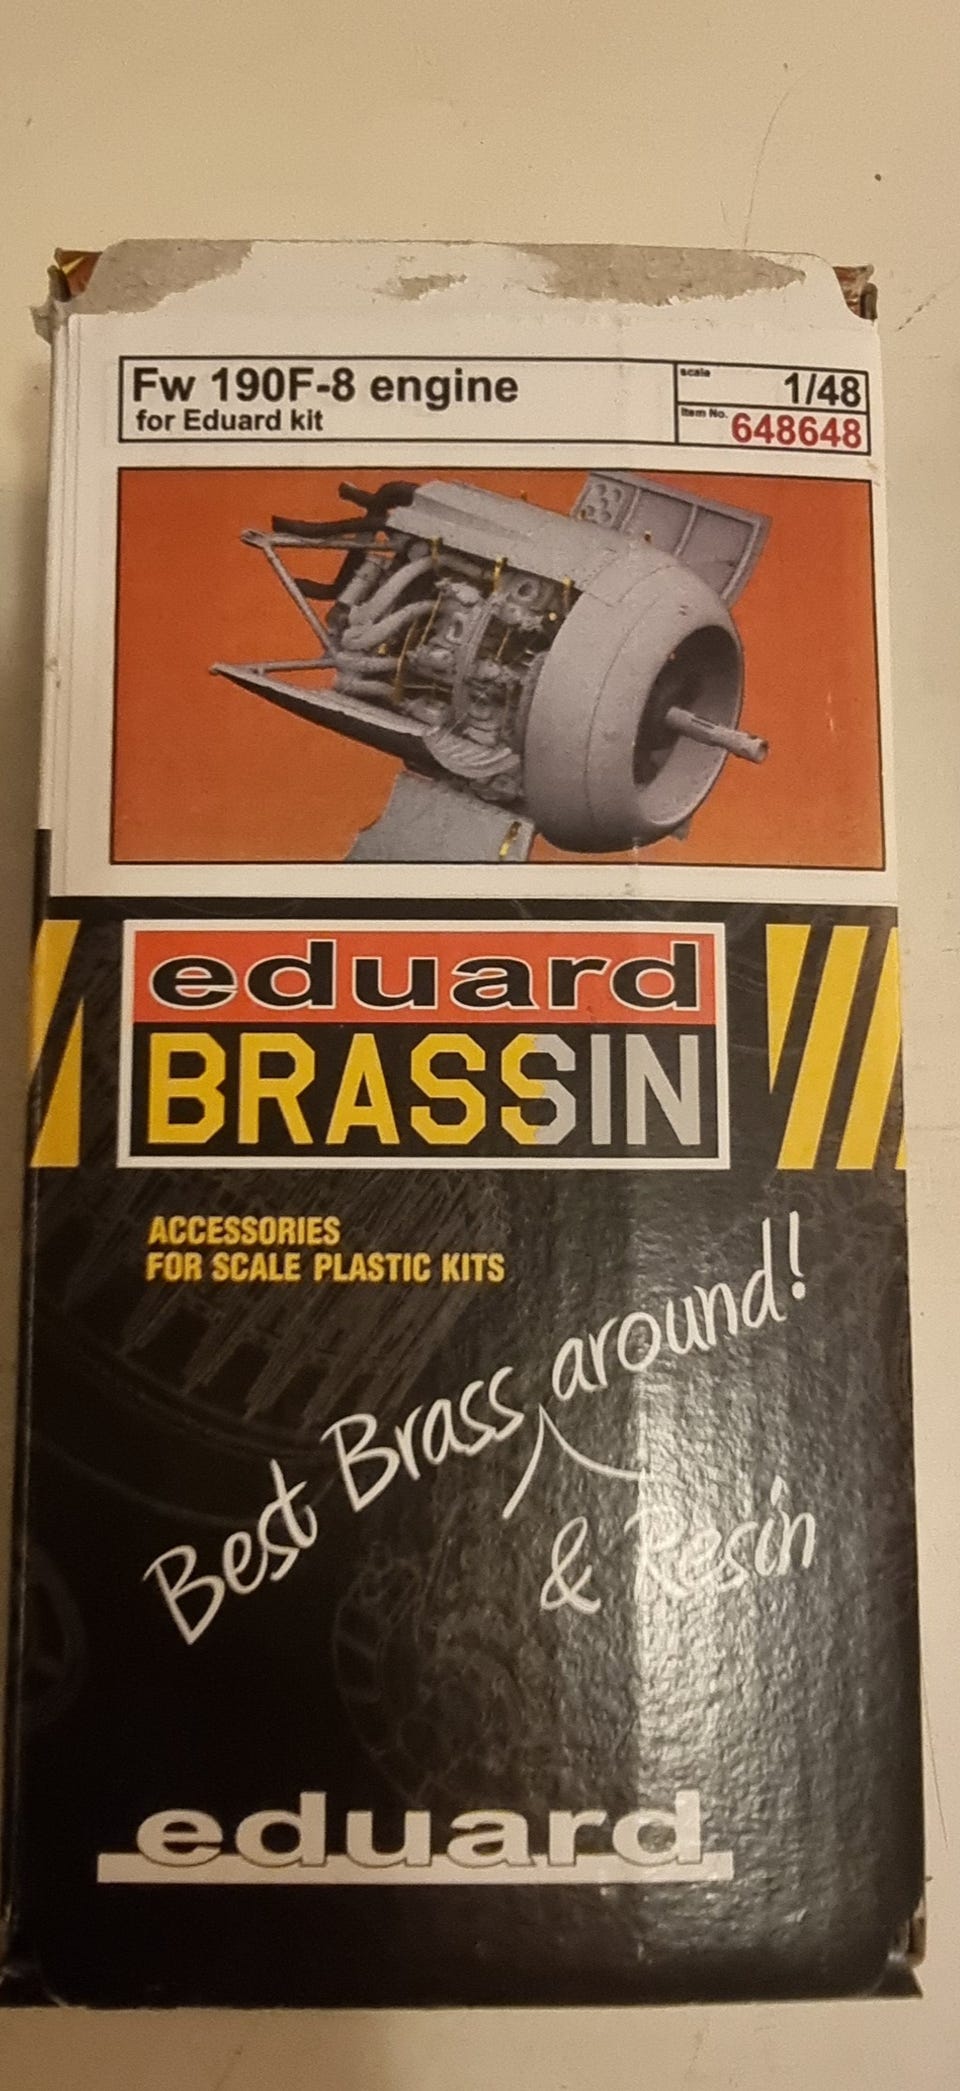 Fw 190F-8 engine
for Eduard kit
scale
1/48
Item No.
648648
eduard
BRASSIN
ACCESSORIES
FOR SCALE PLASTIC KITS
Best Brass around!
& Resin
eduard